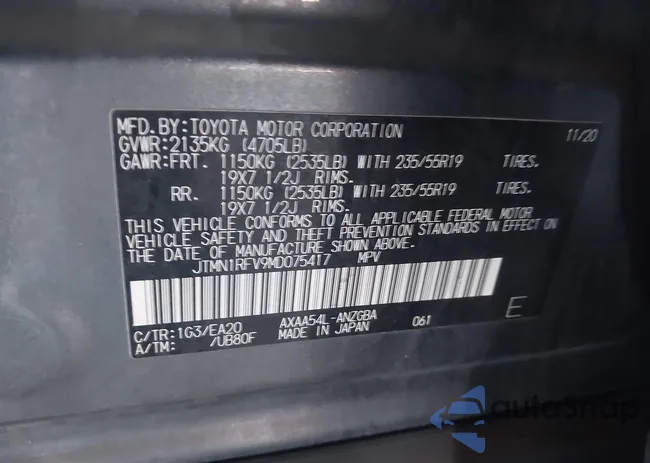 MFD.BY:TOYOTA MOTOR CORPORATION 11/20
GVWR:2135KG (4705LB)
GAWR:FRT. 1150KG (2535LB) WITH 235/55R19 TIRES.
19X7 1/2J RIMS.
RR. 1150KG (2535LB) WITH 235/55R19 TIRES.
19X7 1/2J RIMS.
THIS VEHICLE CONFORMS TO ALL APPLICABLE FEDERAL MOTOR
VEHICLE SAFETY AND THEFT PREVENTION STANDARDS IN EFFECT ON
THE DATE OF MANUFACTURE SHOWN ABOVE.
JTMN1RFV9MD075417 MPV
C/TR:1G3/EA20 AXAA54L-ANZGBA 061 E
A/TM: /UB80F MADE IN JAPAN
autoSnap